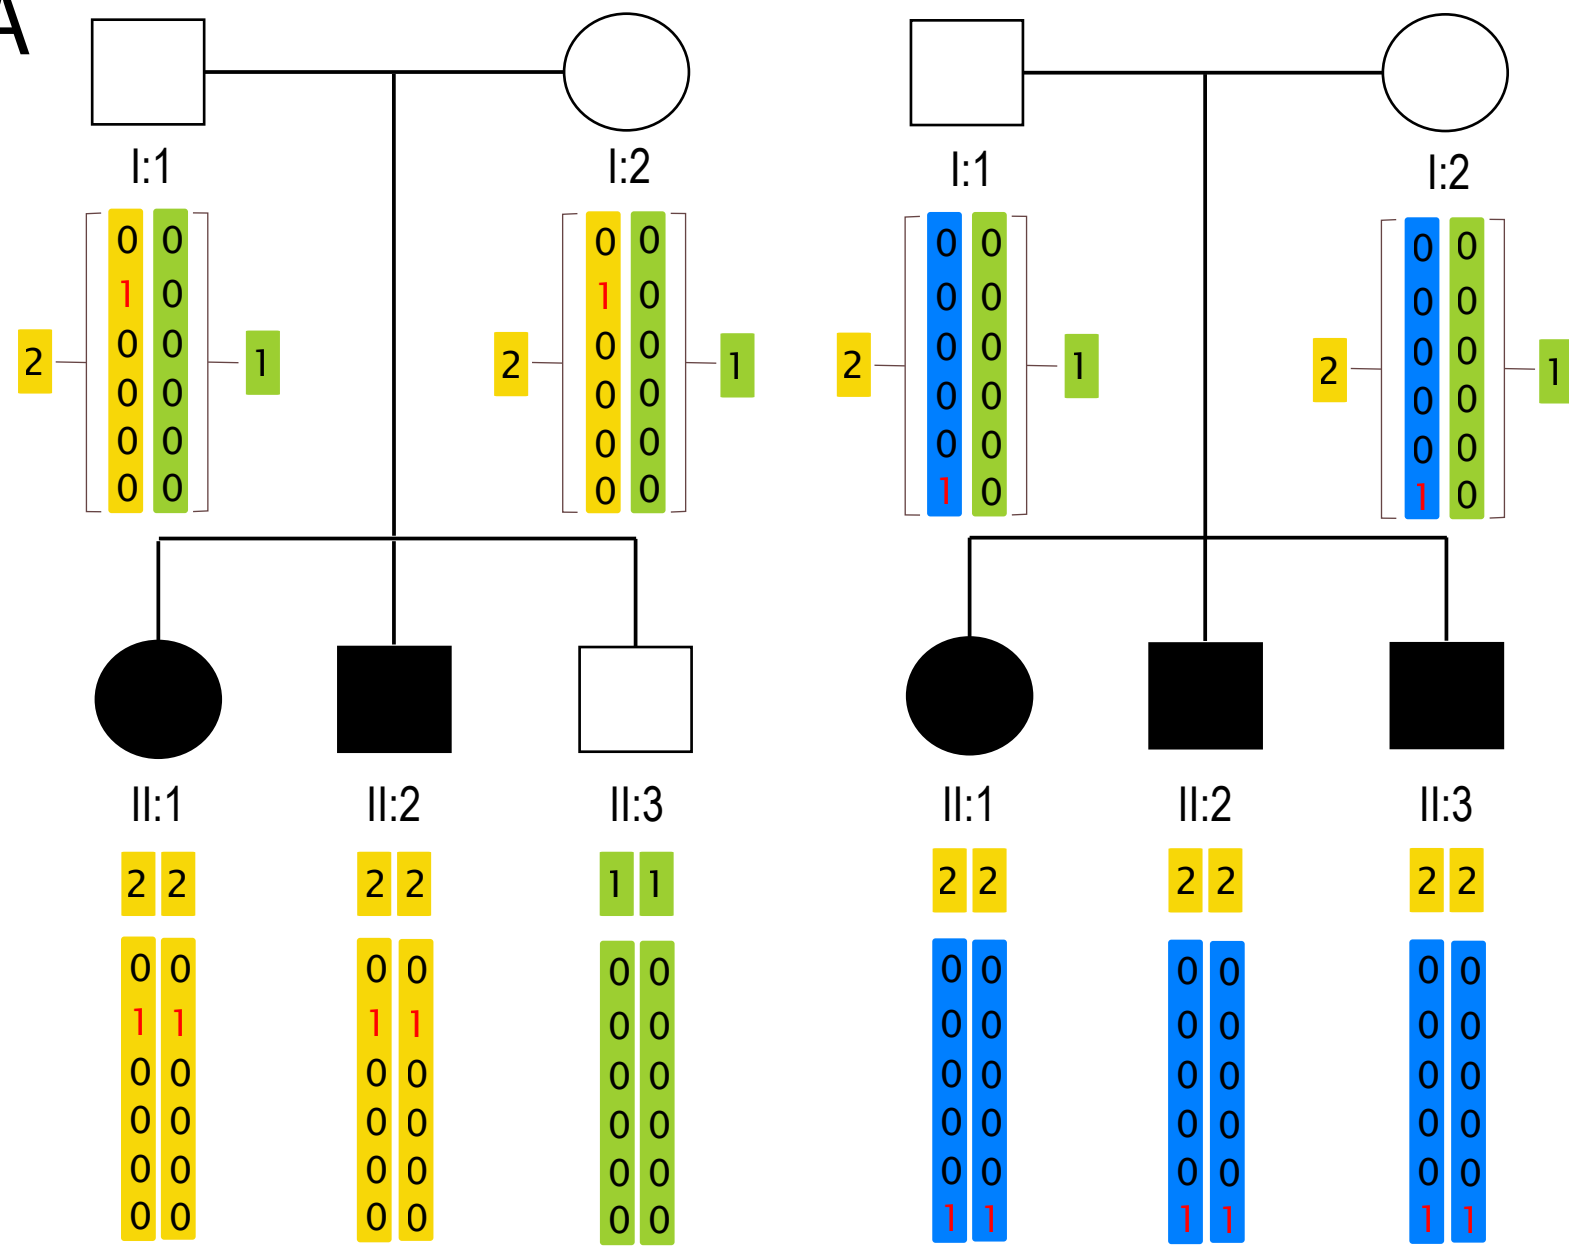 A
I:1 I:2 I:1 I:2
0 0 0 0 0 0 0 0
1 0 1 0 0 0 0 0
0 0 0 0 0 0 0 0
2 1 2 1 2 1 2 1
0 0 0 0 0 0 0 0
0 0 0 0 0 0 0 0
0 0 0 0 1 0 1 0
II:1 II:2 II:3 II:1 II:2 II:3
2 2 2 2 1 1 2 2 2 2 2 2
0 0 0 0 0 0 0 0 0 0 0 0
1 1 1 1 0 0 0 0 0 0 0 0
0 0 0 0 0 0 0 0 0 0 0 0
0 0 0 0 0 0 0 0 0 0 0 0
0 0 0 0 0 0 0 0 0 0 0 0
0 0 0 0 0 0 1 1 1 1 1 1